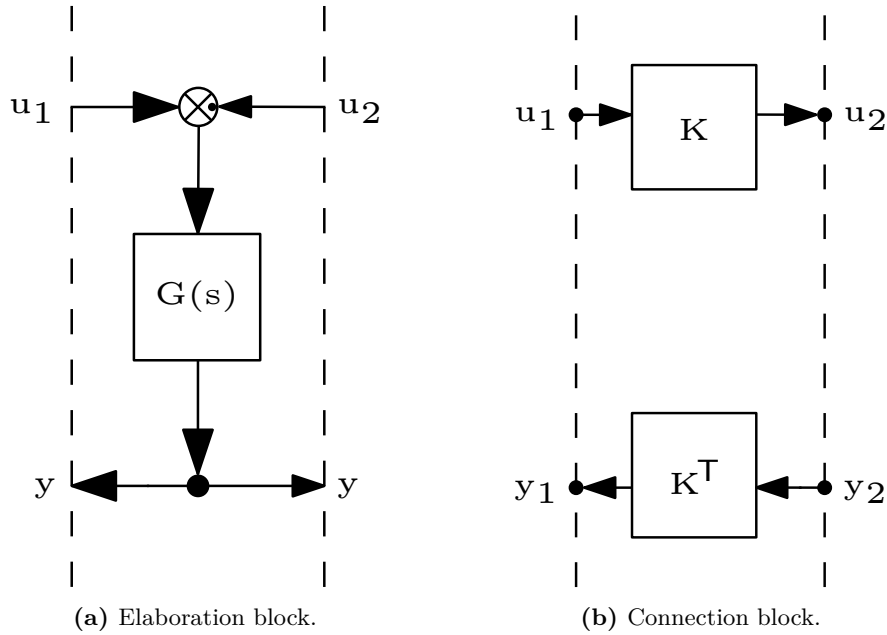 u₁ u₂
G(s)
y y
(a) Elaboration block.
u₁ K u₂
y₁ Kᵀ y₂
(b) Connection block.